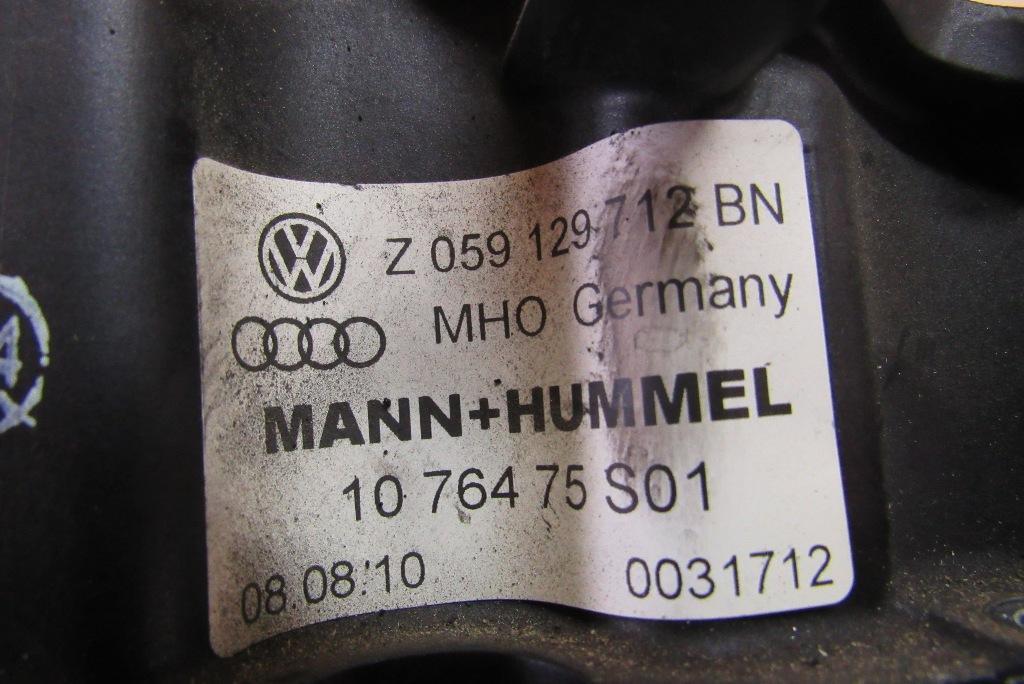 Z 059 129 712 BN
MHO Germany
MANN+HUMMEL
10 764 75 S01
08.08.'10 0031712